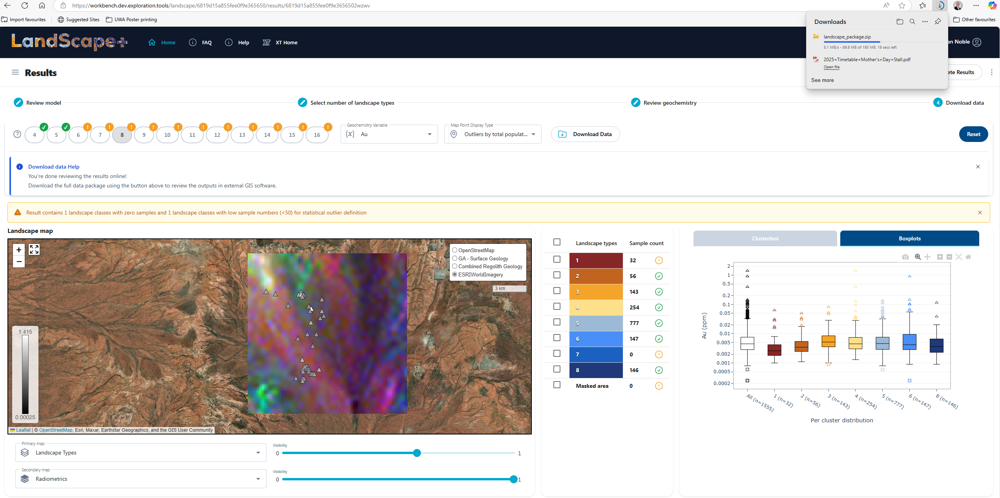 https://workbench.dev.exploration.tools/landscape/6819d15a855fee0f9e365650/results/6819d15a855fee0f9e3656502wzwv
Import favourites
Suggested Sites
UWA Poster printing
Other favourites
Downloads
landscape_package.zip
5.1 MB/s - 89.8 MB of 185 MB, 18 secs left
2025+Timetable+Mother's+Day+Stall.pdf
Open file
See more
LandScape+
Home
FAQ
Help
XT Home
an Noble
Results
ete Results
Review model
Select number of landscape types
Review geochemistry
4
Download data
4
5
6
7
8
9
10
11
12
13
14
15
16
Geochemistry Variable
(x) Au
Map Point Display Type
Outliers by total populat...
Download Data
Reset
Download data Help
You're done reviewing the results online!
Download the full data package using the button above to review the outputs in external GIS software.
Result contains 1 landscape classes with zero samples and 1 landscape classes with low sample numbers (<50) for statistical outlier definition
Landscape map
+
−
OpenStreetMap
GA - Surface Geology
Combined Regolith Geology
ESRIWorldImagery
3 km
1.415
0.00025
Leaflet | © OpenStreetMap, Esri, Maxar, Earthstar Geographics, and the GIS User Community
Primary map
Landscape Types
Visibility
0
1
Secondary map
Radiometrics
Visibility
0
1
Landscape types Sample count
1 32
2 56
3 143
4 254
5 777
6 147
7 0
8 146
Masked area 0
Clusterbox
Boxplots
2
1
0.5
0.2
0.1
0.05
0.02
0.01
0.005
0.002
0.001
0.0005
0.0002
Au (ppm)
All (n=1555)
1 (n=32)
2 (n=56)
3 (n=143)
4 (n=254)
5 (n=777)
6 (n=147)
8 (n=146)
Per cluster distribution